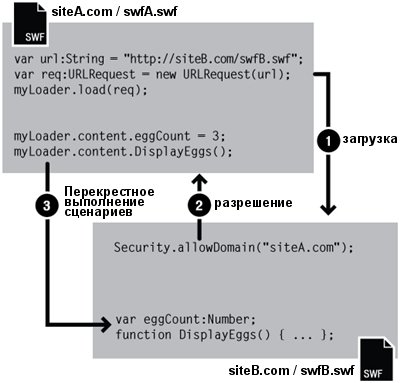 siteA.com / swfA.swf
SWF
var url:String = "http://siteB.com/swfB.swf";
var req:URLRequest = new URLRequest(url);
myLoader.load(req);
1 загрузка
myLoader.content.eggCount = 3;
myLoader.content.DisplayEggs();
3 Перекрестное
выполнение
сценариев
2 разрешение
Security.allowDomain("siteA.com");
var eggCount:Number;
function DisplayEggs() { ... };
siteB.com / swfB.swf
SWF